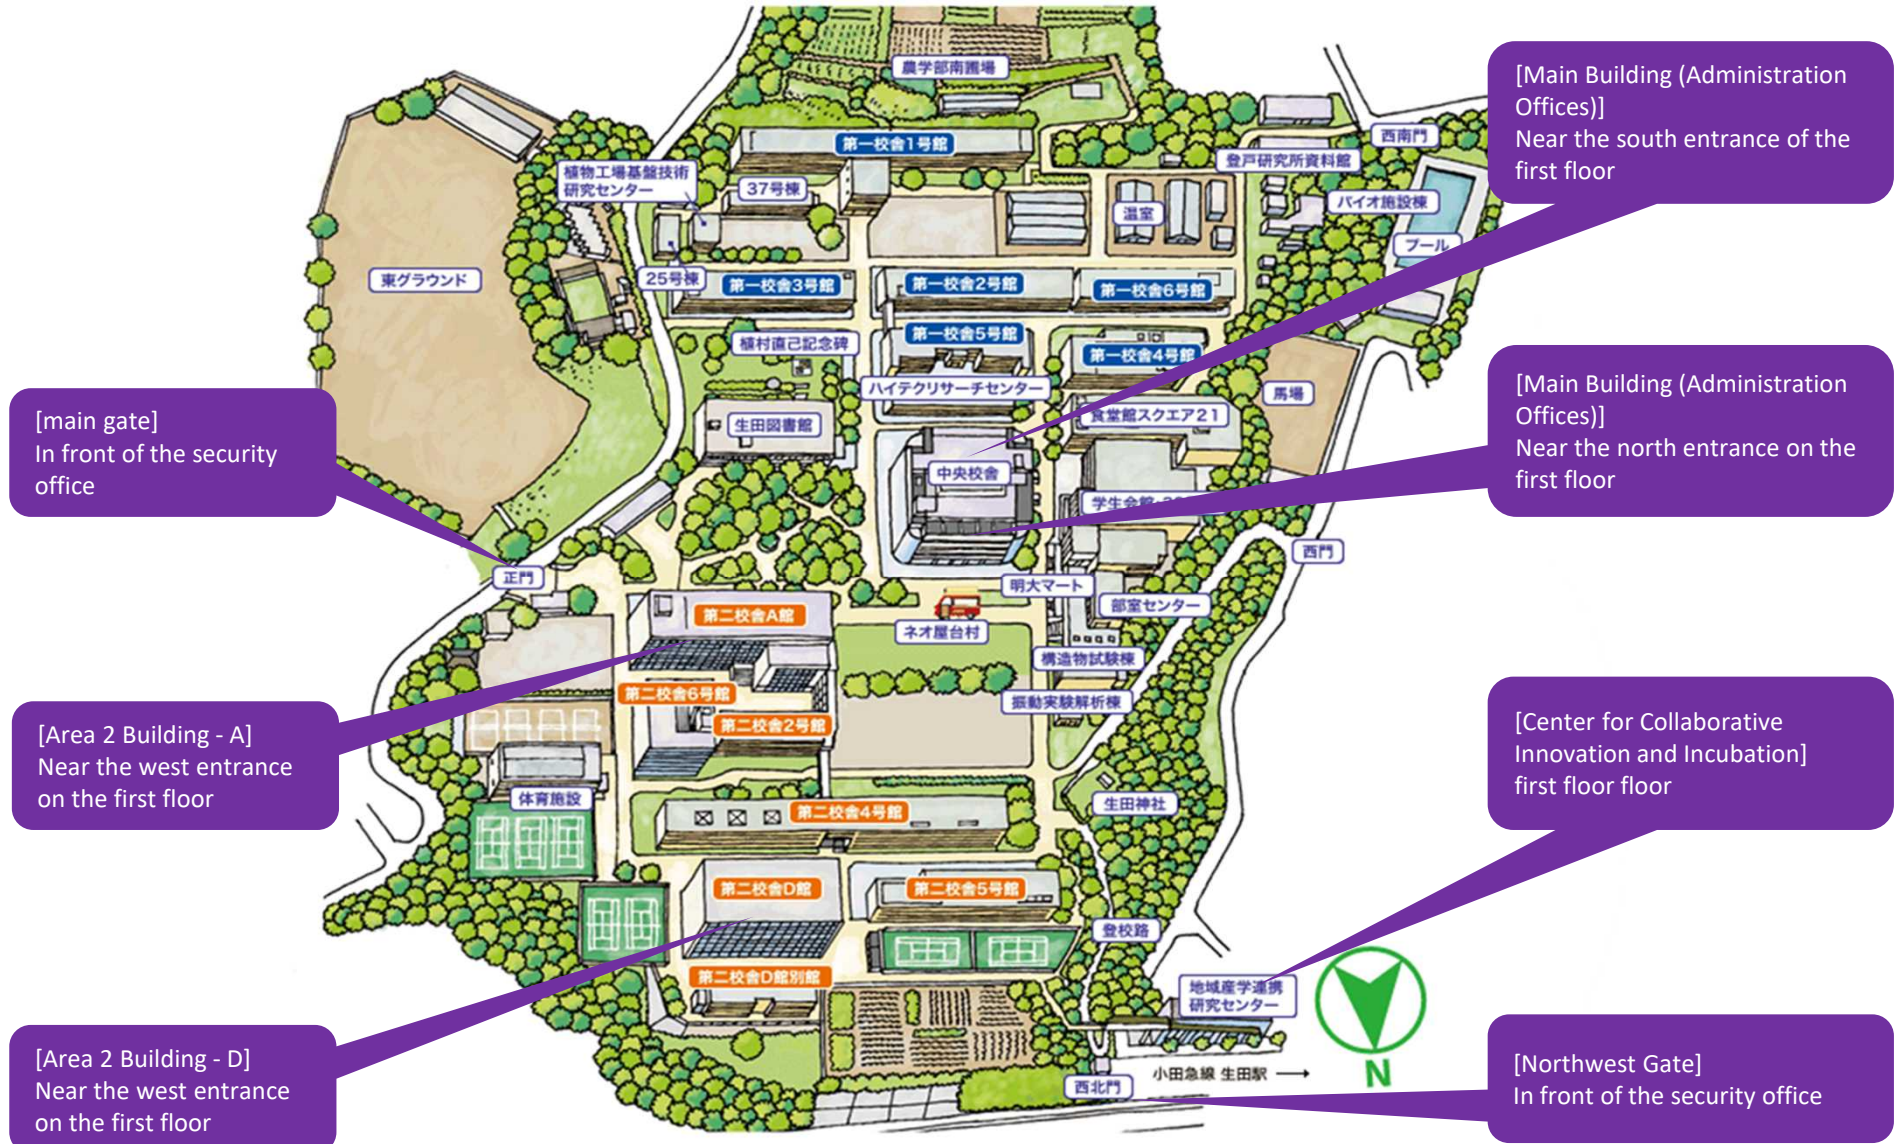 農学部南圃場
第一校舎1号館
西南門
登戸研究所資料館
植物工場基盤技術
研究センター
37号棟
バイオ施設棟
温室
プール
東グラウンド
25号棟
第一校舎3号館
第一校舎2号館
第一校舎6号館
第一校舎5号館
植村直己記念碑
第一校舎4号館
ハイテクリサーチセンター
馬場
生田図書館
食堂館スクエア21
中央校舎
学生会館
西門
正門
明大マート
部室センター
第二校舎A館
ネオ屋台村
構造物試験棟
第二校舎6号館
振動実験解析棟
第二校舎2号館
体育施設
生田神社
第二校舎4号館
第二校舎D館
第二校舎5号館
登校路
第二校舎D館別館
地域産学連携
研究センター
小田急線 生田駅 →
西北門
N
[Main Building (Administration
Offices)]
Near the south entrance of the
first floor
[Main Building (Administration
Offices)]
Near the north entrance on the
first floor
[main gate]
In front of the security
office
[Area 2 Building - A]
Near the west entrance
on the first floor
[Center for Collaborative
Innovation and Incubation]
first floor floor
[Area 2 Building - D]
Near the west entrance
on the first floor
[Northwest Gate]
In front of the security office